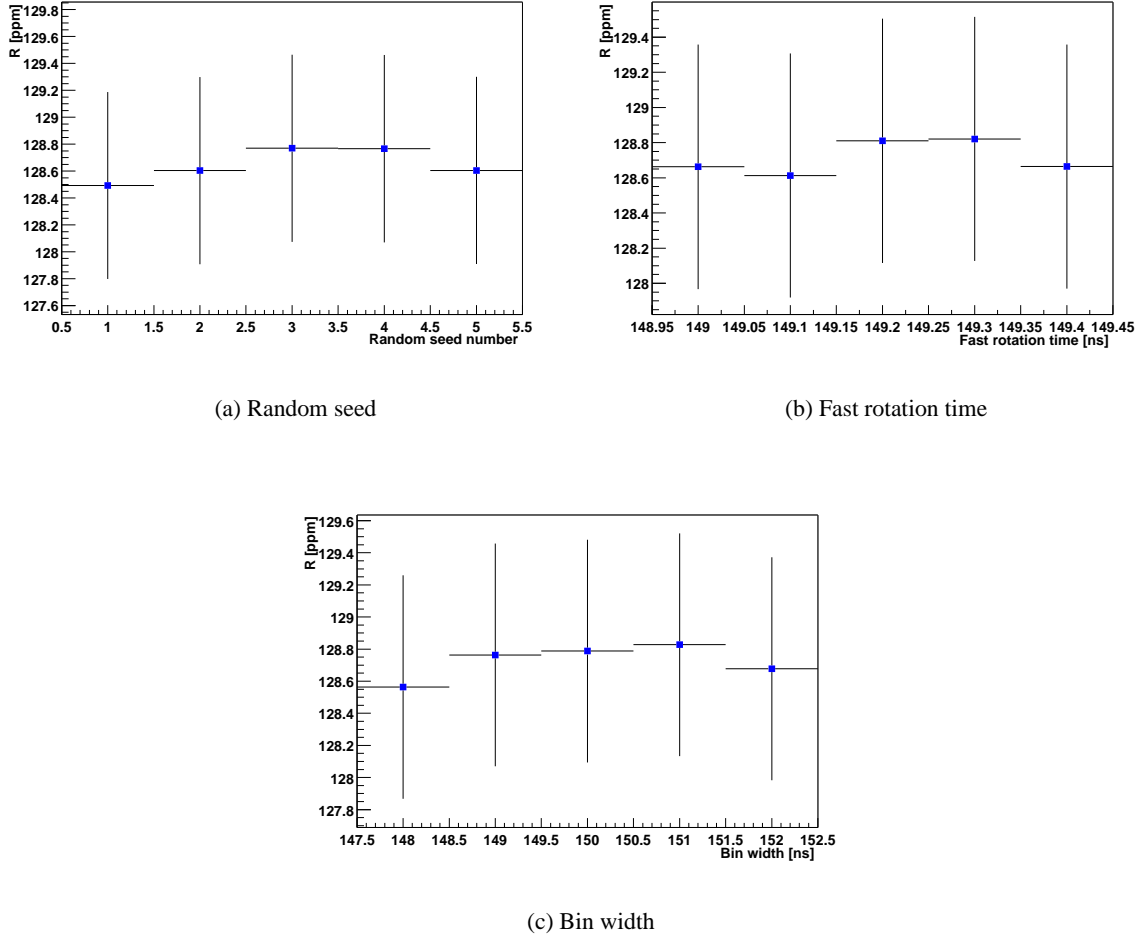 R [ppm]
129.8
129.6
129.4
129.2
129
128.8
128.6
128.4
128.2
128
127.8
127.6
0.5 1 1.5 2 2.5 3 3.5 4 4.5 5 5.5
Random seed number
(a) Random seed
R [ppm]
129.4
129.2
129
128.8
128.6
128.4
128.2
128
148.95 149 149.05 149.1 149.15 149.2 149.25 149.3 149.35 149.4 149.45
Fast rotation time [ns]
(b) Fast rotation time
R [ppm]
129.6
129.4
129.2
129
128.8
128.6
128.4
128.2
128
127.8
147.5 148 148.5 149 149.5 150 150.5 151 151.5 152 152.5
Bin width [ns]
(c) Bin width